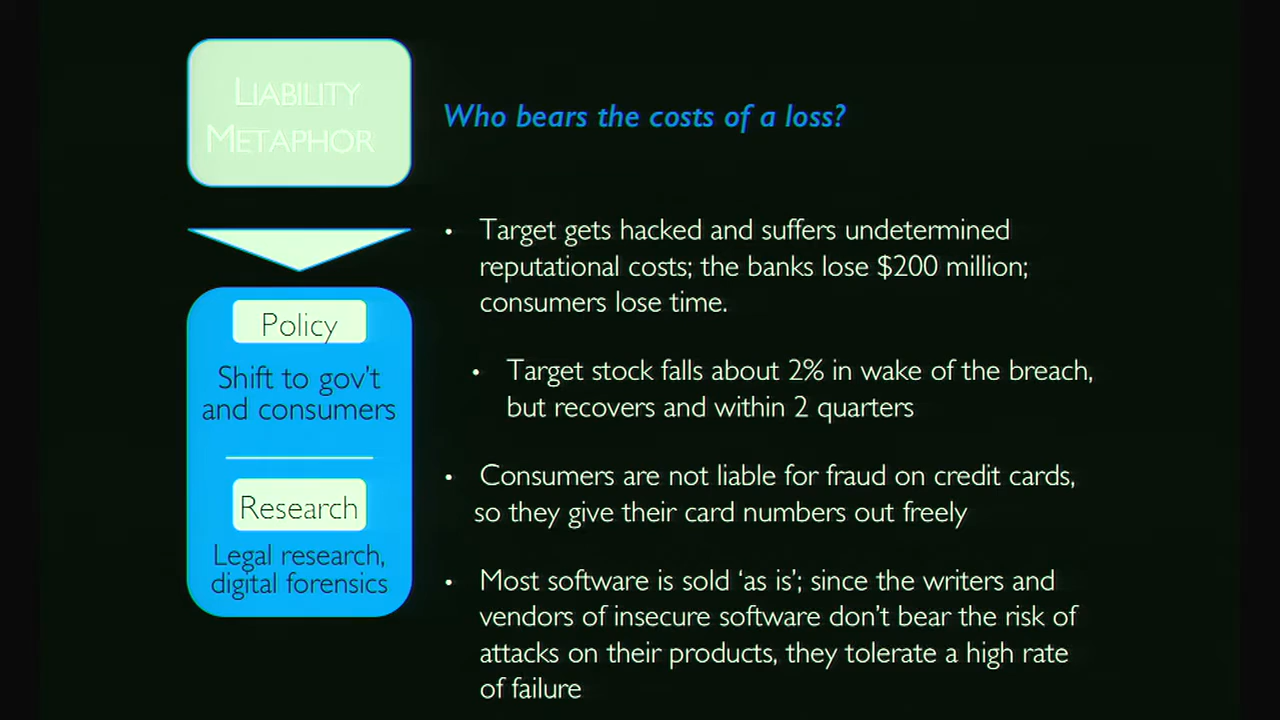 LIABILITY
METAPHOR
Who bears the costs of a loss?
• Target gets hacked and suffers undetermined
reputational costs; the banks lose $200 million;
consumers lose time.
• Target stock falls about 2% in wake of the breach,
but recovers and within 2 quarters
• Consumers are not liable for fraud on credit cards,
so they give their card numbers out freely
• Most software is sold ‘as is’; since the writers and
vendors of insecure software don’t bear the risk of
attacks on their products, they tolerate a high rate
of failure
Policy
Shift to gov’t
and consumers
Research
Legal research,
digital forensics